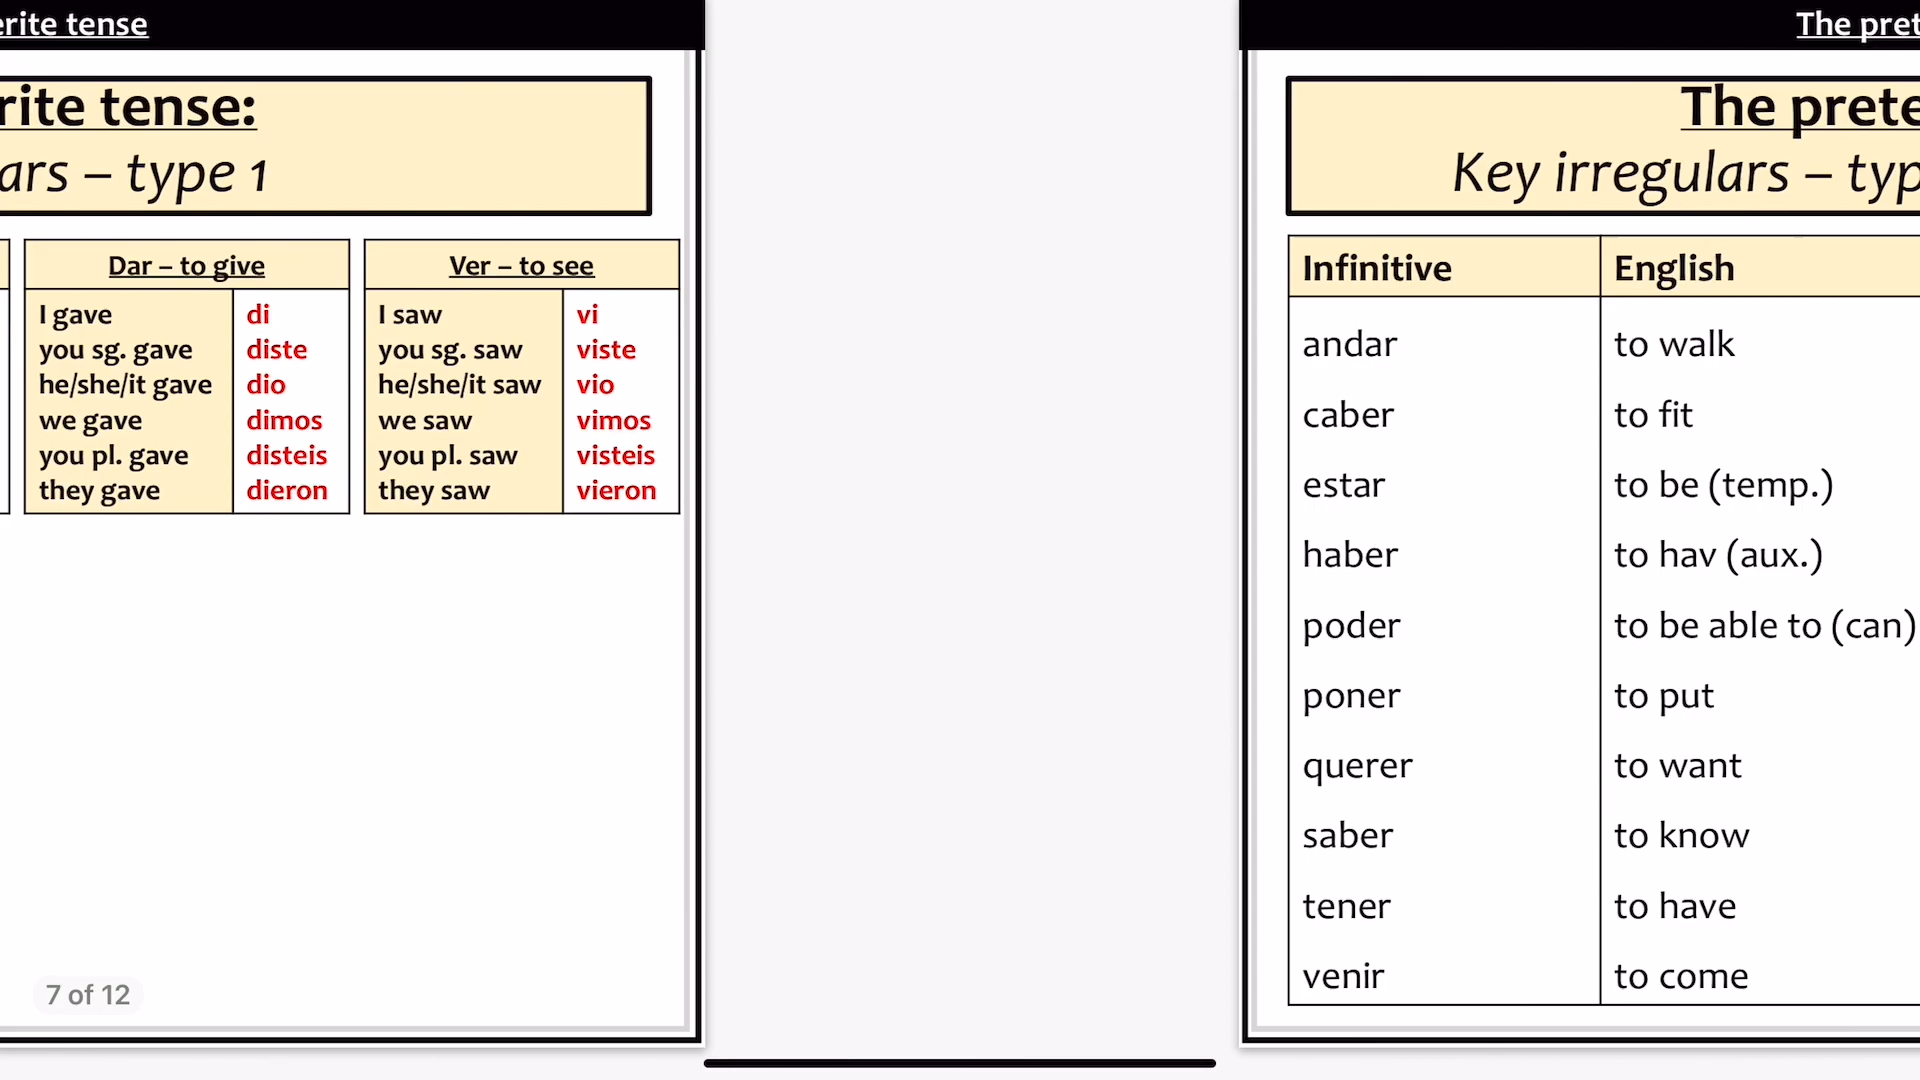 erite tense
rite tense:
ars – type 1
Dar – to give
I gave di
you sg. gave diste
he/she/it gave dio
we gave dimos
you pl. gave disteis
they gave dieron
Ver – to see
I saw vi
you sg. saw viste
he/she/it saw vio
we saw vimos
you pl. saw visteis
they saw vieron
7 of 12
The pret
The prete
Key irregulars – typ
Infinitive English
andar to walk
caber to fit
estar to be (temp.)
haber to hav (aux.)
poder to be able to (can)
poner to put
querer to want
saber to know
tener to have
venir to come